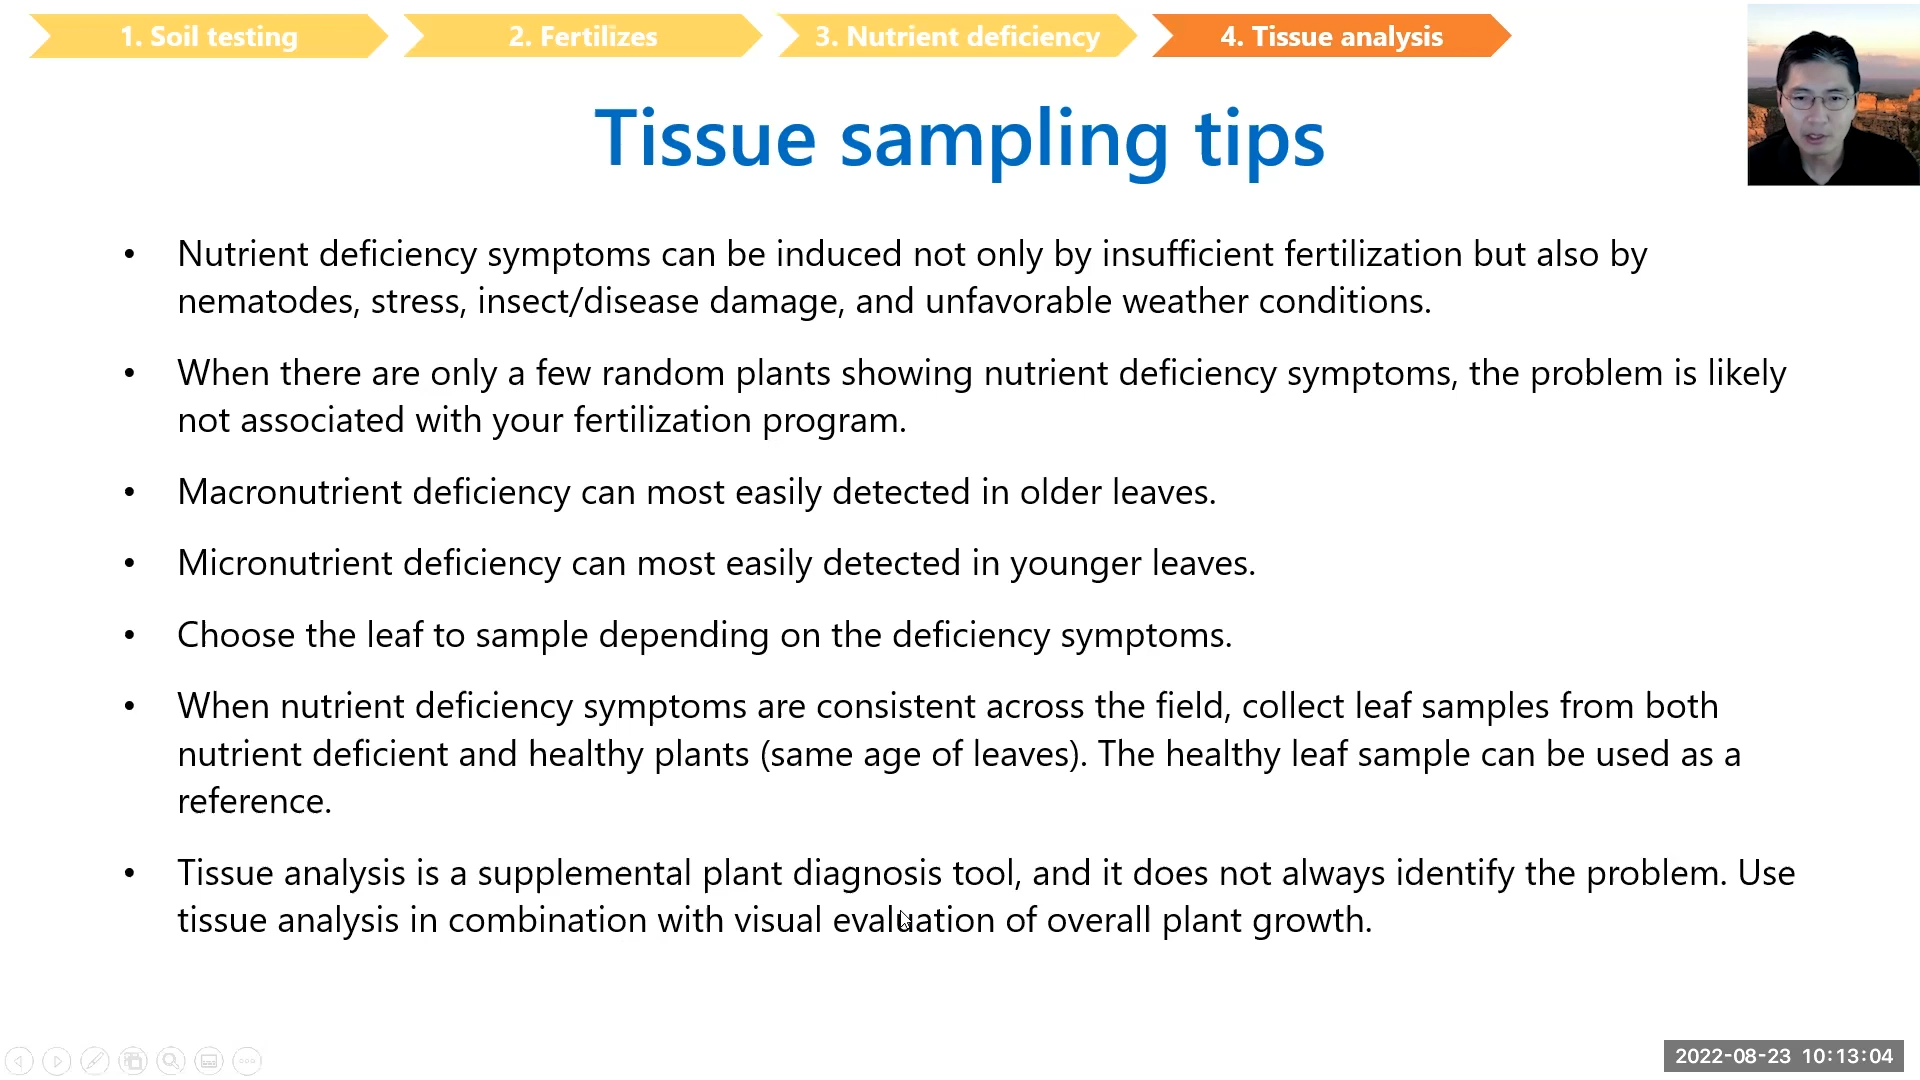 1. Soil testing
2. Fertilizes
3. Nutrient deficiency
4. Tissue analysis
Tissue sampling tips
• Nutrient deficiency symptoms can be induced not only by insufficient fertilization but also by
nematodes, stress, insect/disease damage, and unfavorable weather conditions.
• When there are only a few random plants showing nutrient deficiency symptoms, the problem is likely
not associated with your fertilization program.
• Macronutrient deficiency can most easily detected in older leaves.
• Micronutrient deficiency can most easily detected in younger leaves.
• Choose the leaf to sample depending on the deficiency symptoms.
• When nutrient deficiency symptoms are consistent across the field, collect leaf samples from both
nutrient deficient and healthy plants (same age of leaves). The healthy leaf sample can be used as a
reference.
• Tissue analysis is a supplemental plant diagnosis tool, and it does not always identify the problem. Use
tissue analysis in combination with visual evaluation of overall plant growth.
2022-08-23 10:13:04